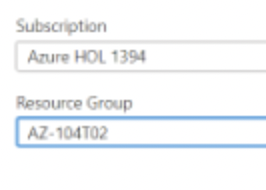 Subscription
Azure HOL 1394
Resource Group
AZ-104T02